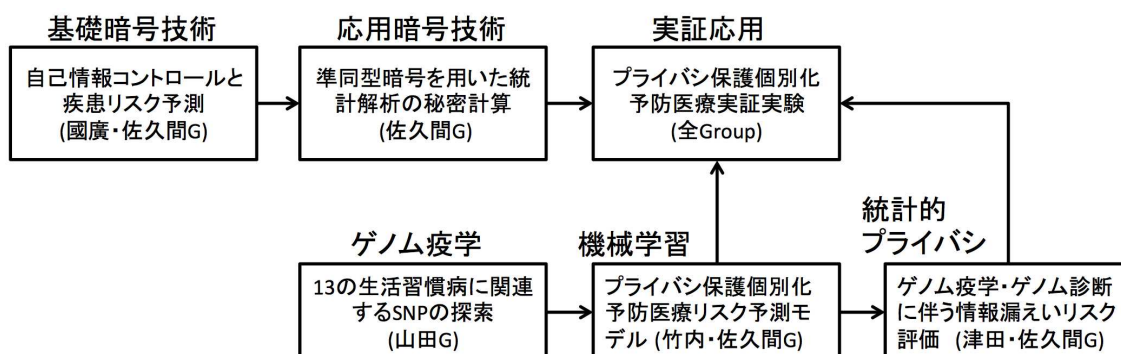 基礎暗号技術
自己情報コントロールと
疾患リスク予測
(國廣・佐久間G)
応用暗号技術
準同型暗号を用いた統
計解析の秘密計算
(佐久間G)
実証応用
プライバシ保護個別化
予防医療実証実験
(全Group)
ゲノム疫学
13の生活習慣病に関連
するSNPの探索
(山田G)
機械学習
プライバシ保護個別化
予防医療リスク予測モ
デル (竹内・佐久間G)
統計的
プライバシ
ゲノム疫学・ゲノム診断
に伴う情報漏えいリスク
評価 (津田・佐久間G)